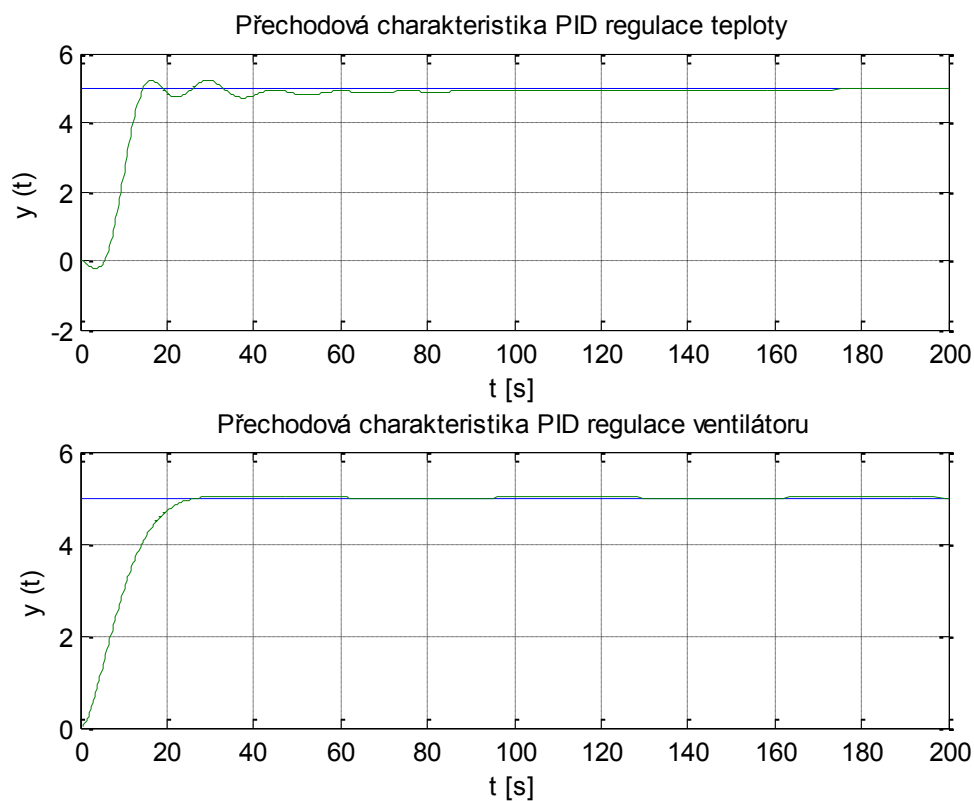 Přechodová charakteristika PID regulace teploty
6
4
2
0
-2
y (t)
0 20 40 60 80 100 120 140 160 180 200
t [s]
Přechodová charakteristika PID regulace ventilátoru
6
4
2
0
y (t)
0 20 40 60 80 100 120 140 160 180 200
t [s]